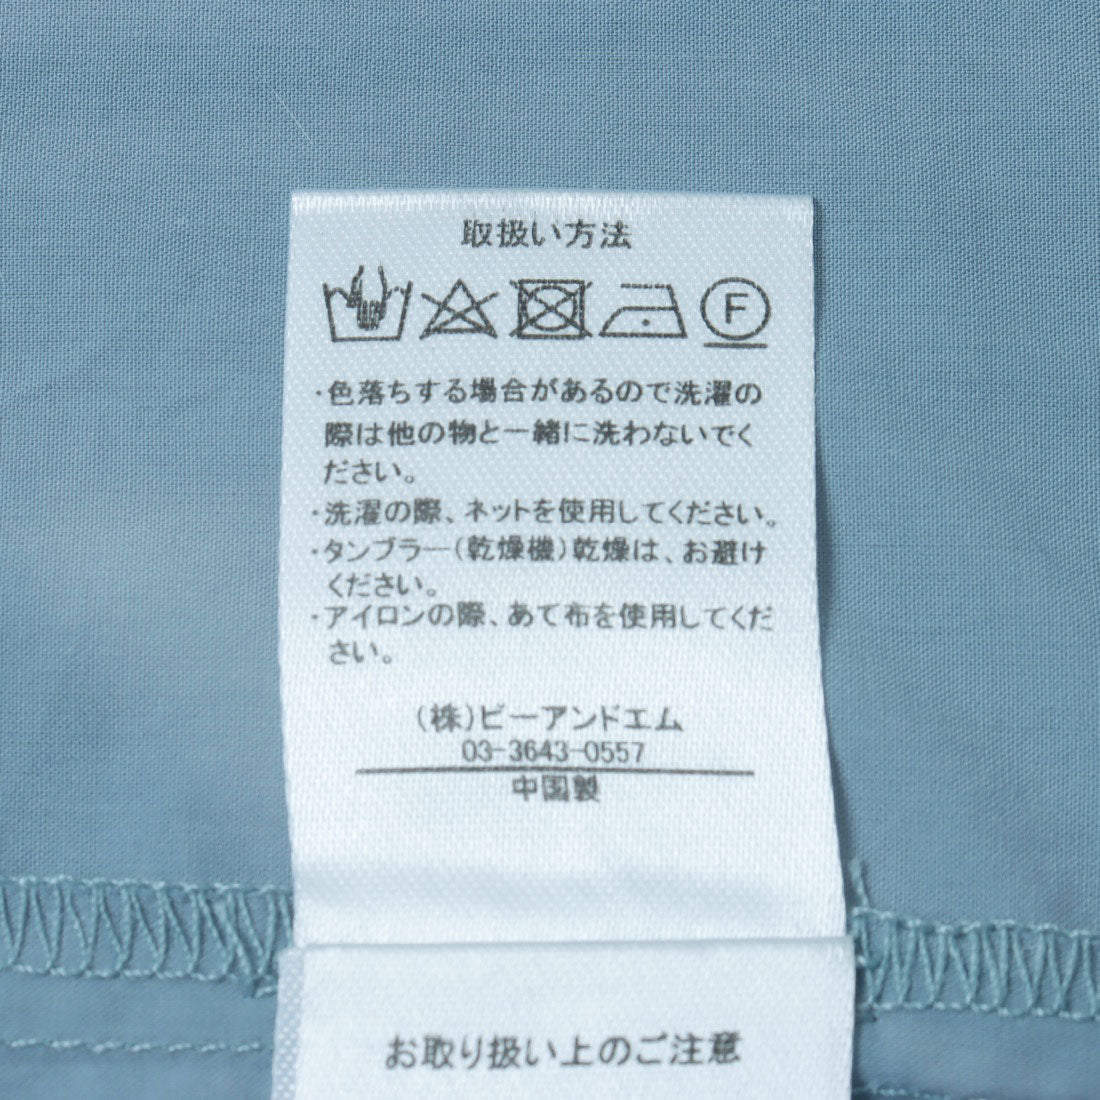 取扱い方法
F
・色落ちする場合があるので洗濯の
際は他の物と一緒に洗わないでく
ださい。
・洗濯の際、ネットを使用してください。
・タンブラー(乾燥機)乾燥は、お避け
ください。
・アイロンの際、あて布を使用してくだ
さい。
(株)ビーアンドエム
03-3643-0557
中国製
お取り扱い上のご注意